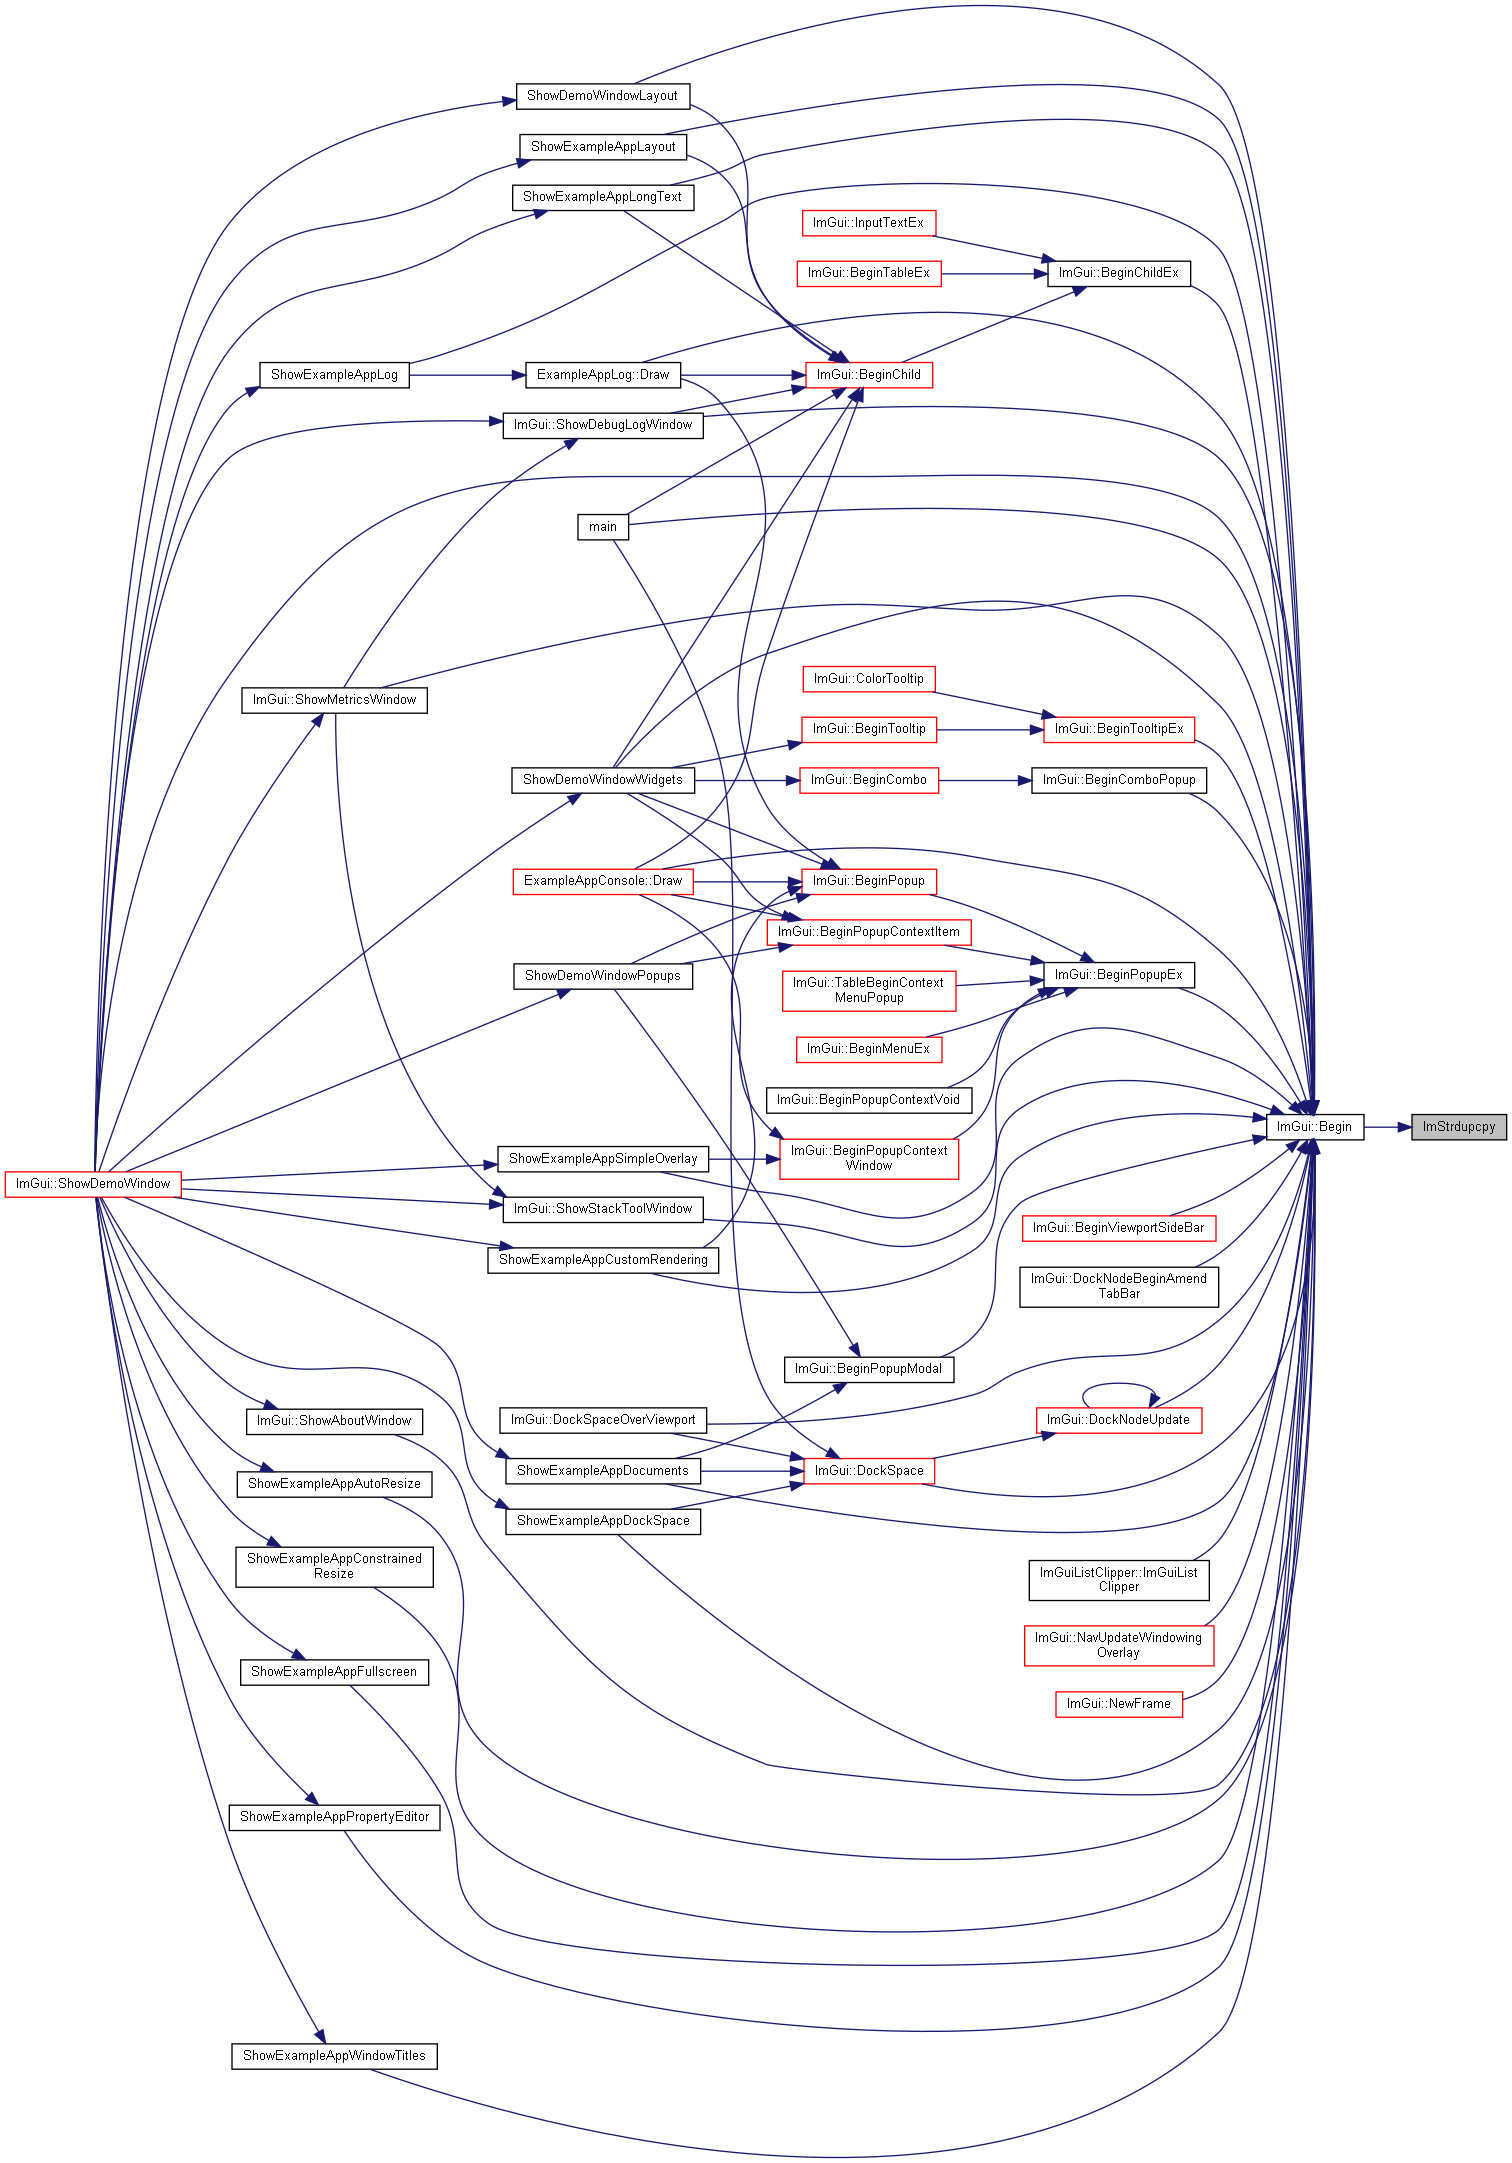 ShowDemoWindowLayout
ShowExampleAppLayout
ShowExampleAppLongText
ImGui::InputTextEx
ImGui::BeginTableEx
ImGui::BeginChildEx
ShowExampleAppLog
ExampleAppLog::Draw
ImGui::BeginChild
ImGui::ShowDebugLogWindow
main
ImGui::ColorTooltip
ImGui::ShowMetricsWindow
ImGui::BeginTooltip
ImGui::BeginTooltipEx
ShowDemoWindowWidgets
ImGui::BeginCombo
ImGui::BeginComboPopup
ExampleAppConsole::Draw
ImGui::BeginPopup
ImGui::BeginPopupContextItem
ShowDemoWindowPopups
ImGui::TableBeginContext
MenuPopup
ImGui::BeginPopupEx
ImGui::BeginMenuEx
ImGui::BeginPopupContextVoid
ImGui::Begin
ImStrdupcpy
ShowExampleAppSimpleOverlay
ImGui::BeginPopupContext
Window
ImGui::ShowDemoWindow
ImGui::ShowStackToolWindow
ImGui::BeginViewportSideBar
ShowExampleAppCustomRendering
ImGui::DockNodeBeginAmend
TabBar
ImGui::BeginPopupModal
ImGui::ShowAboutWindow
ImGui::DockSpaceOverViewport
ImGui::DockNodeUpdate
ShowExampleAppAutoResize
ShowExampleAppDocuments
ImGui::DockSpace
ShowExampleAppDockSpace
ShowExampleAppConstrained
Resize
ImGuiListClipper::ImGuiList
Clipper
ImGui::NavUpdateWindowing
Overlay
ShowExampleAppFullscreen
ImGui::NewFrame
ShowExampleAppPropertyEditor
ShowExampleAppWindowTitles